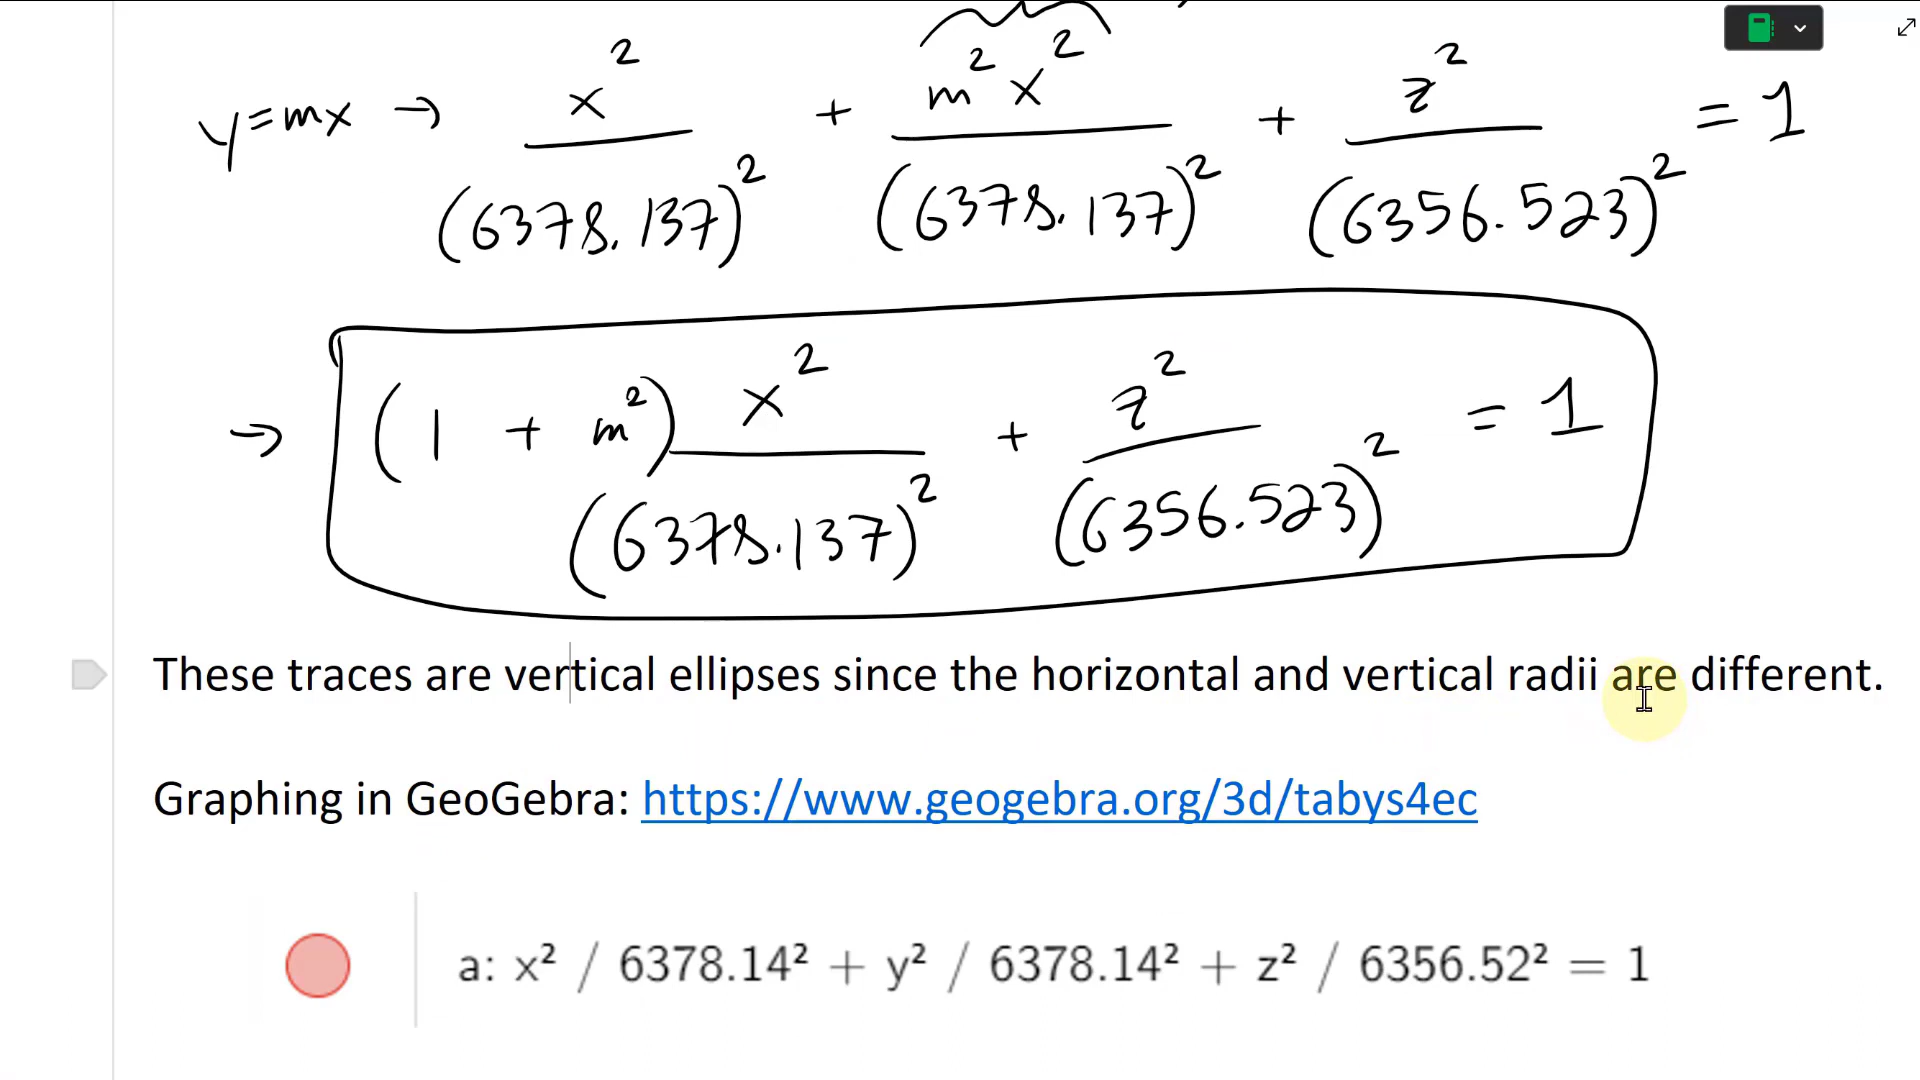 y=mx → x²/(6378.137)² + m²x²/(6378.137)² + z²/(6356.523)² = 1
→ (1 + m²) x²/(6378.137)² + z²/(6356.523)² = 1
These traces are vertical ellipses since the horizontal and vertical radii are different.
Graphing in GeoGebra: https://www.geogebra.org/3d/tabys4ec
a: x² / 6378.14² + y² / 6378.14² + z² / 6356.52² = 1